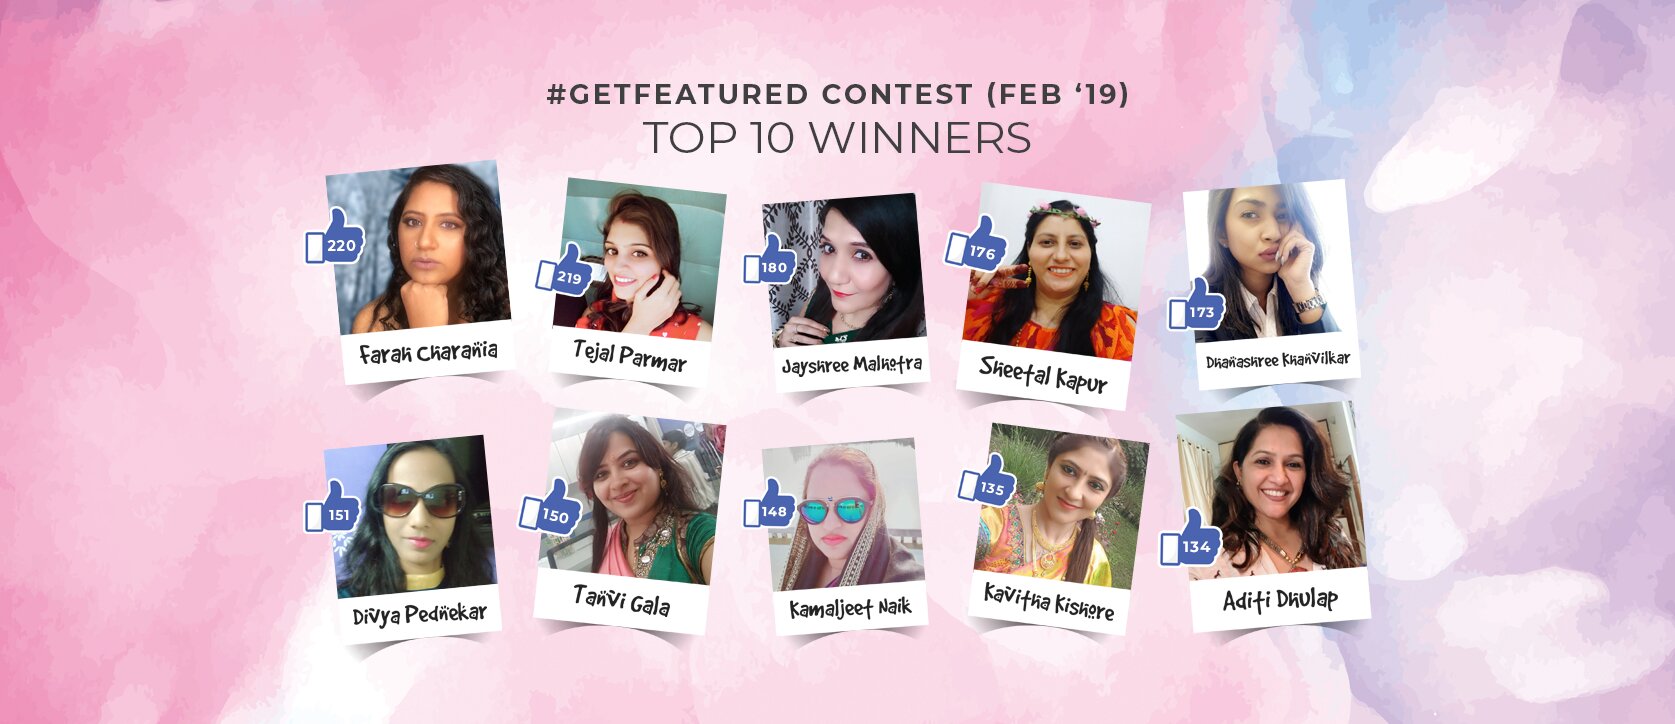 #GETFEATURED CONTEST (FEB ‘19)
TOP 10 WINNERS
220
Farah Charania
219
Tejal Parmar
180
Jayshree Malhotra
176
Sheetal Kapur
173
Dhanashree Khanvilkar
151
Divya Pednekar
150
Tanvi Gala
148
Kamaljeet Naik
135
Kavitha Kishore
134
Aditi Dhulap